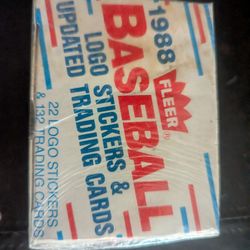 1988 FLEER ®
BASEBALL
LOGO STICKERS &
UPDATED TRADING CARDS
22 LOGO STICKERS
& 132 TRADING CARDS